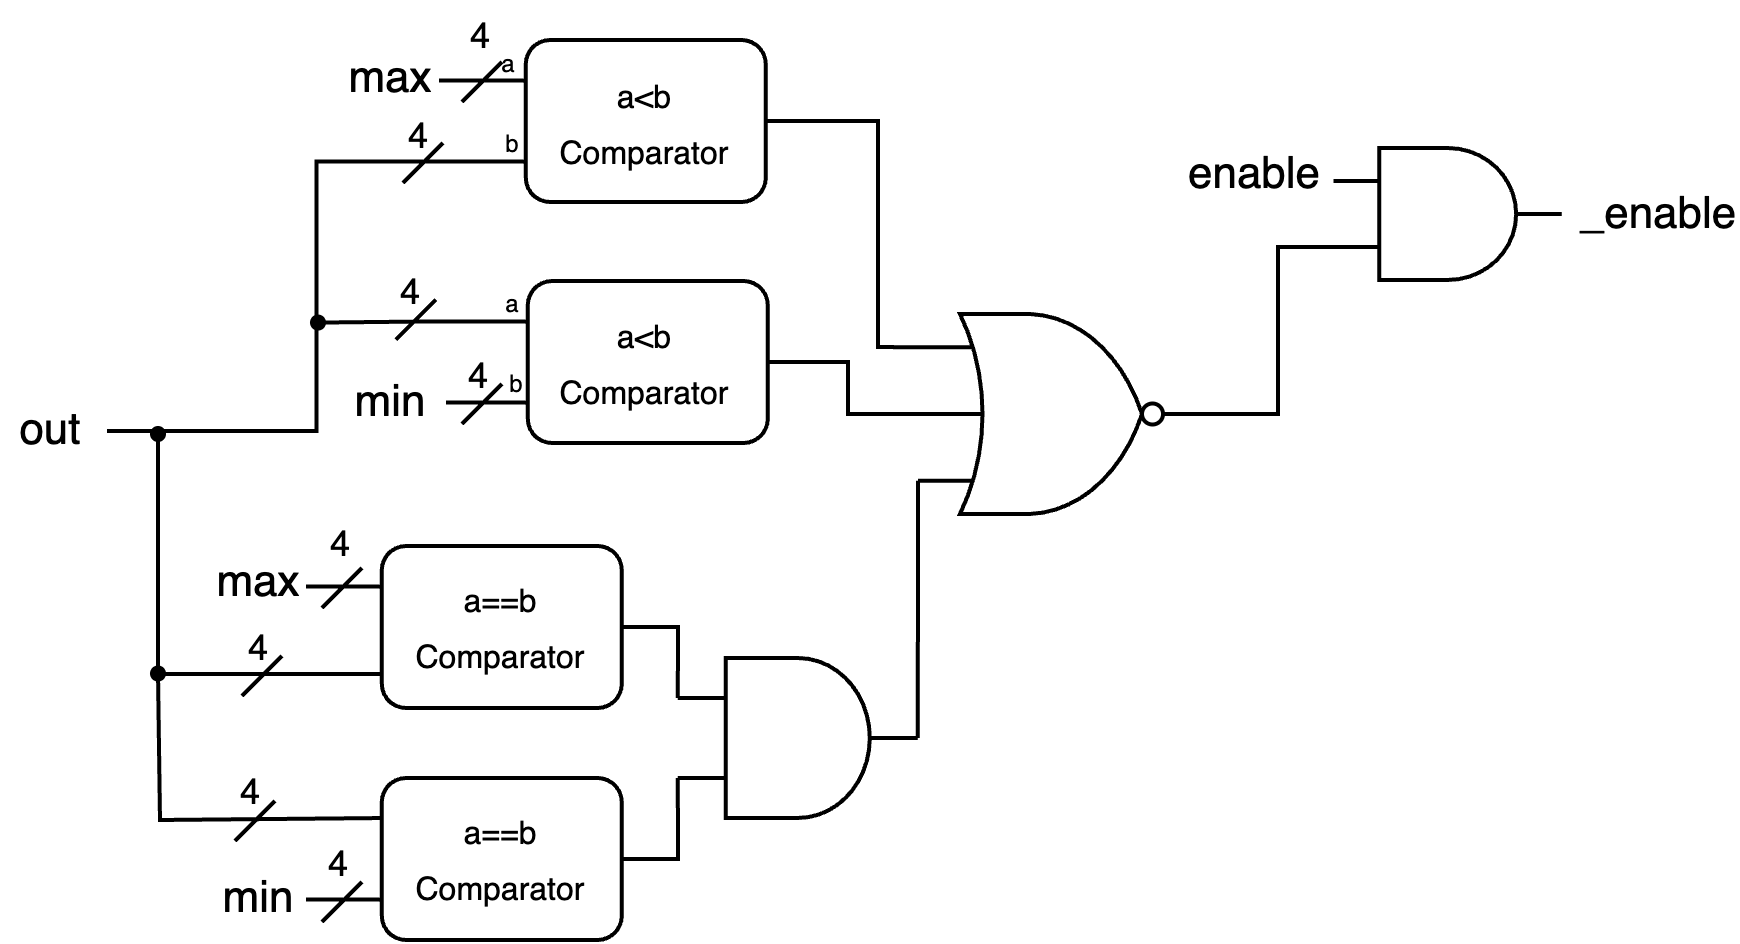 4
max
a
a<b
4
b
Comparator
enable
_enable
4
a
a<b
4
b
min
Comparator
out
4
max
a==b
4
Comparator
4
a==b
4
min
Comparator